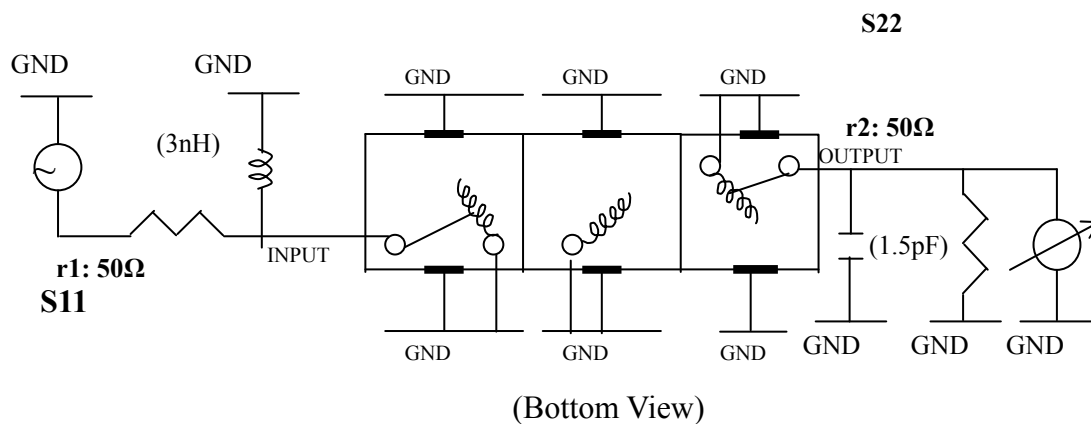 S22
GND
GND
GND
GND
GND
(3nH)
r2: 50Ω
OUTPUT
INPUT
(1.5pF)
r1: 50Ω
S11
GND
GND
GND
GND
GND
GND
(Bottom View)